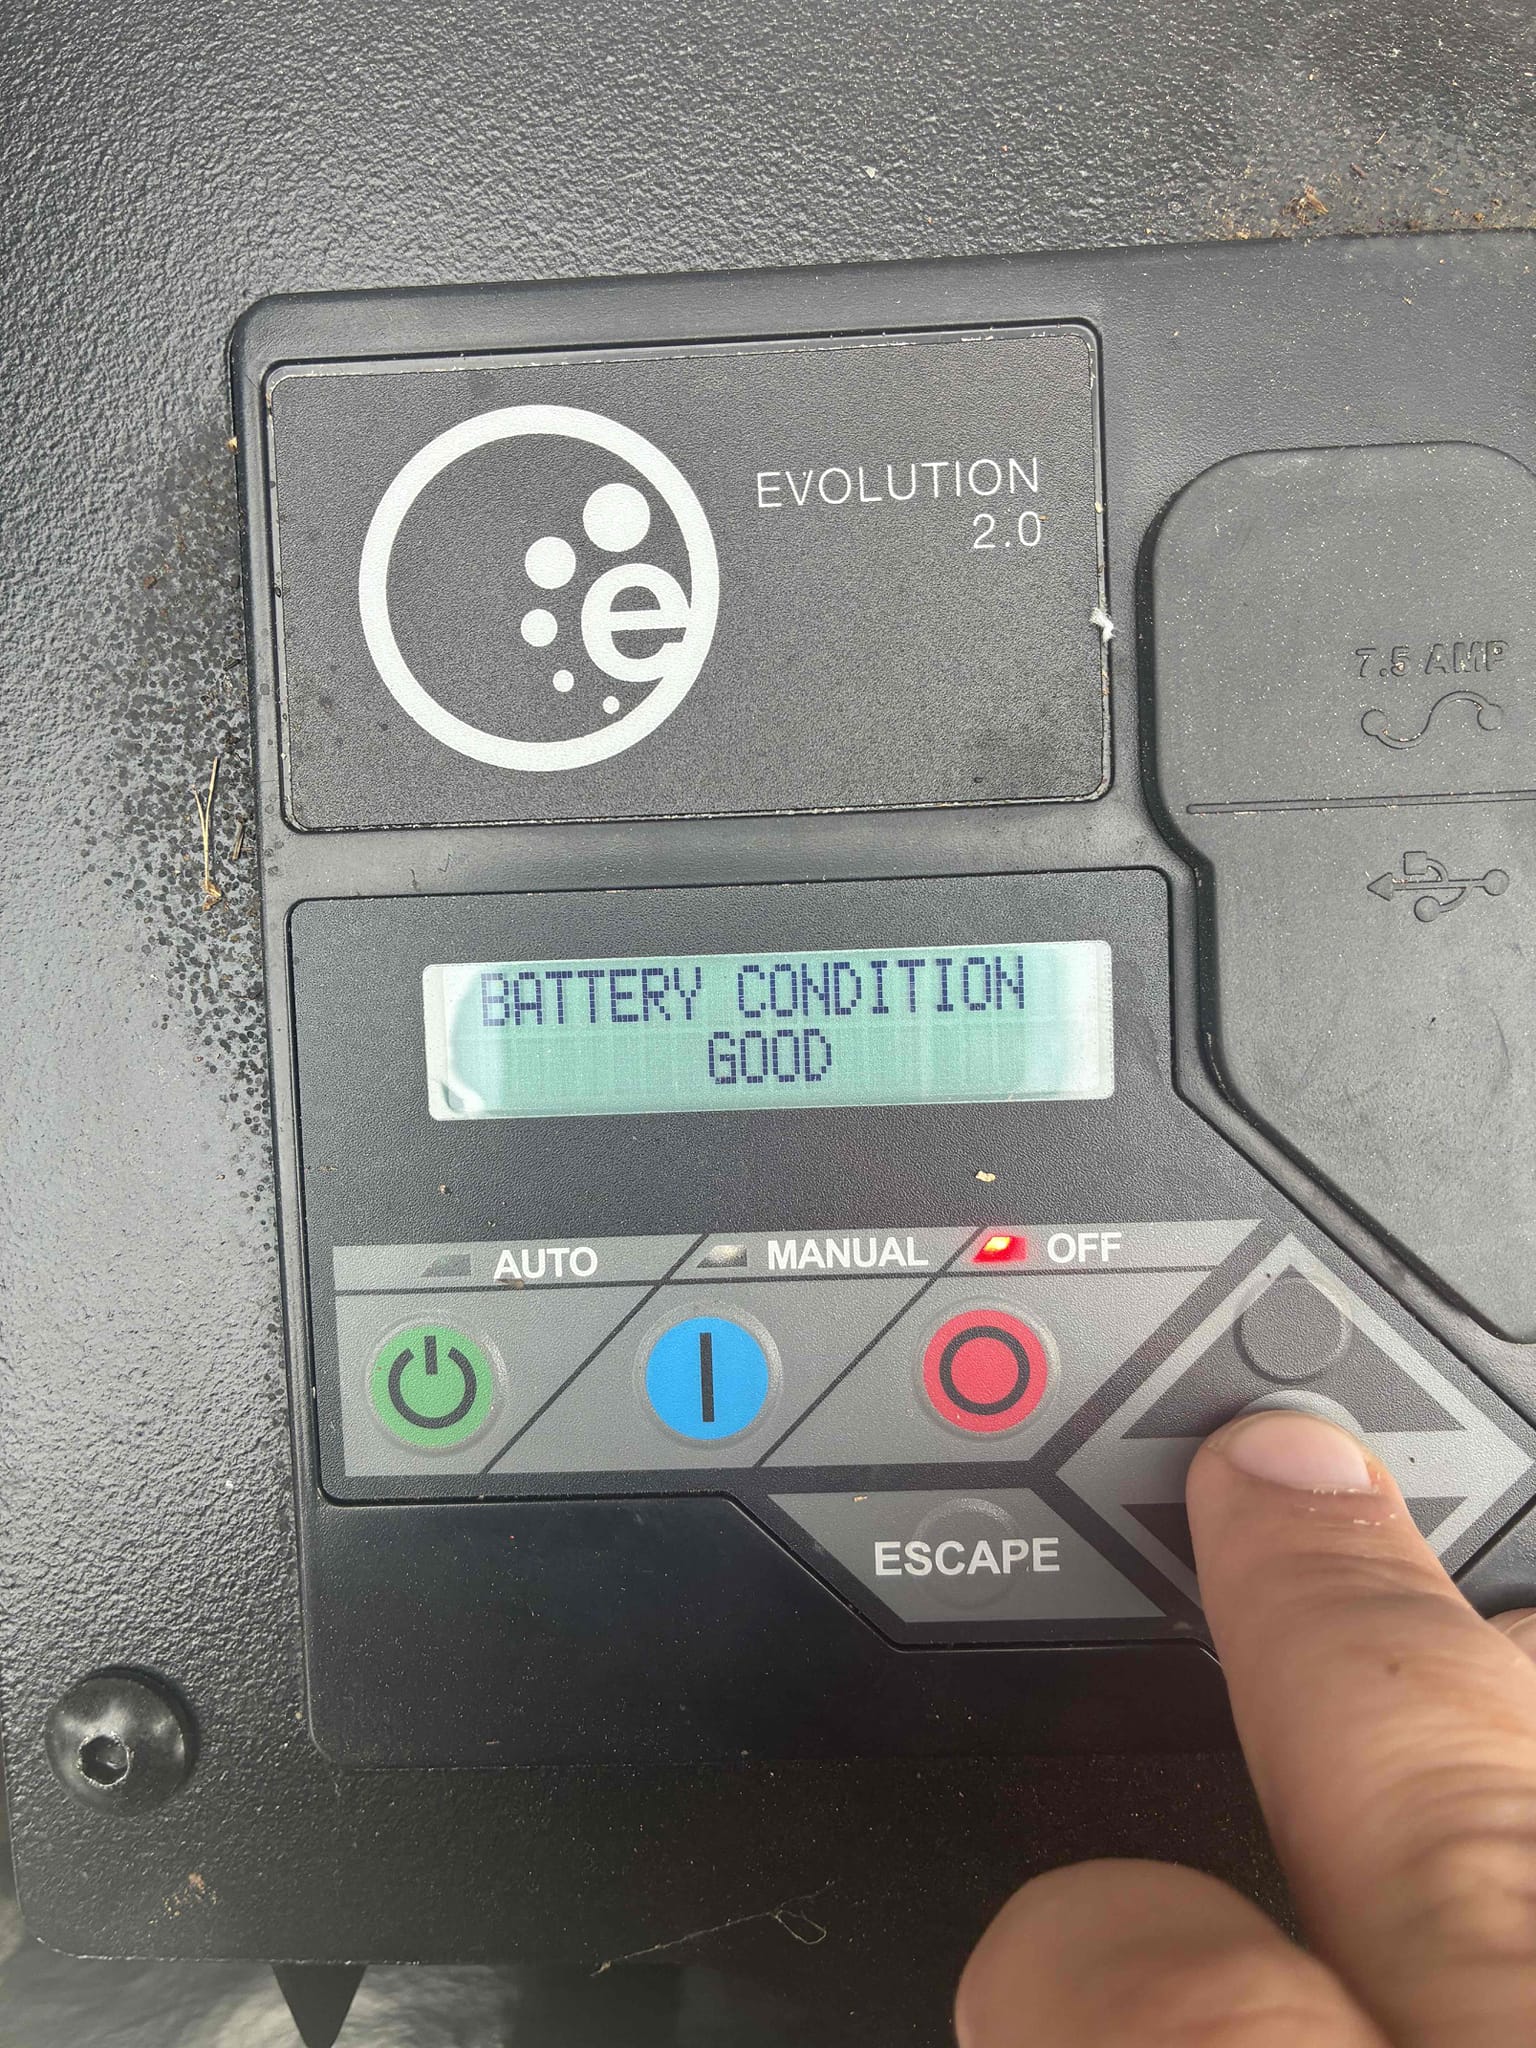 e
EVOLUTION
2.0
7.5 AMP
BATTERY CONDITION
GOOD
AUTO
MANUAL
OFF
ESCAPE